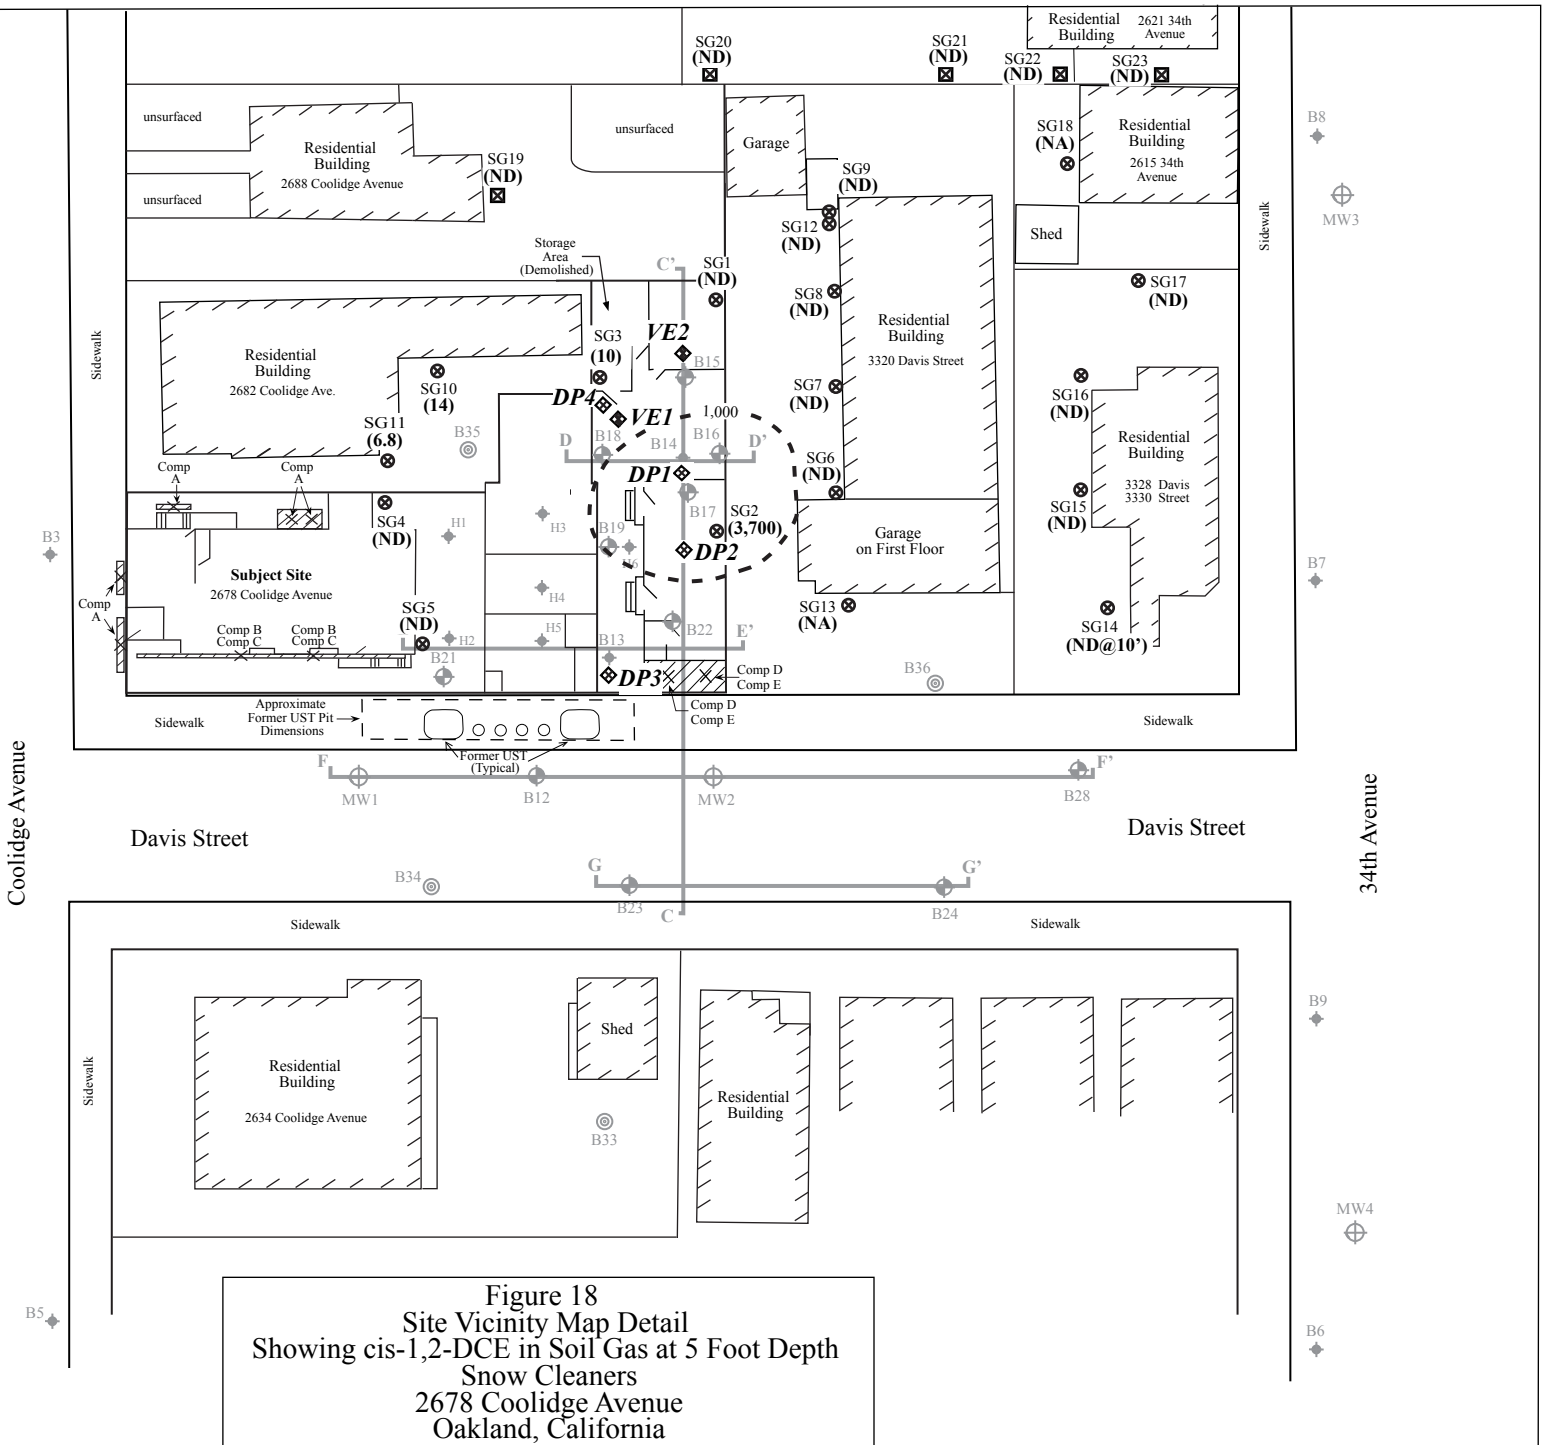 Residential
Building
2621 34th
Avenue
SG20
(ND)
SG21
(ND)
SG22
(ND)
SG23
(ND)
unsurfaced
Residential
Building
2688 Coolidge Avenue
unsurfaced
unsurfaced
SG19
(ND)
Garage
SG9
(ND)
SG12
(ND)
SG18
(NA)
Residential
Building
2615 34th
Avenue
B8
MW3
Sidewalk
Shed
Storage
Area
(Demolished)
C'
SG1
(ND)
SG8
(ND)
SG17
(ND)
Residential
Building
3320 Davis Street
Sidewalk
Residential
Building
2682 Coolidge Ave.
SG3
(10)
VE2
B15
SG10
(14)
SG7
(ND)
SG16
(ND)
DP4
VE1
1,000
SG11
(6.8)
B35
D
B18
B14
B16
D'
SG6
(ND)
Residential
Building
3328 Davis
3330 Street
Comp
A
Comp
A
DP1
SG4
(ND)
H1
H3
B17
SG2
(3,700)
SG15
(ND)
B19
H6
DP2
Garage
on First Floor
B3
B7
Subject Site
2678 Coolidge Avenue
Comp
A
H4
SG5
(ND)
SG13
(NA)
SG14
(ND@10’)
Comp B
Comp C
Comp B
Comp C
H2
H5
B13
B22
E'
B21
DP3
Comp D
Comp E
B36
Comp D
Comp E
Sidewalk
Approximate
Former UST Pit
Dimensions
Sidewalk
Former UST
(Typical)
F
MW1
B12
MW2
B28
F’
Coolidge Avenue
Davis Street
Davis Street
34th Avenue
B34
G
B23
C
B24
G’
Sidewalk
Sidewalk
Sidewalk
Shed
B9
Residential
Building
2634 Coolidge Avenue
Residential
Building
B33
MW4
B5
B6
Figure 18
Site Vicinity Map Detail
Showing cis-1,2-DCE in Soil Gas at 5 Foot Depth
Snow Cleaners
2678 Coolidge Avenue
Oakland, California